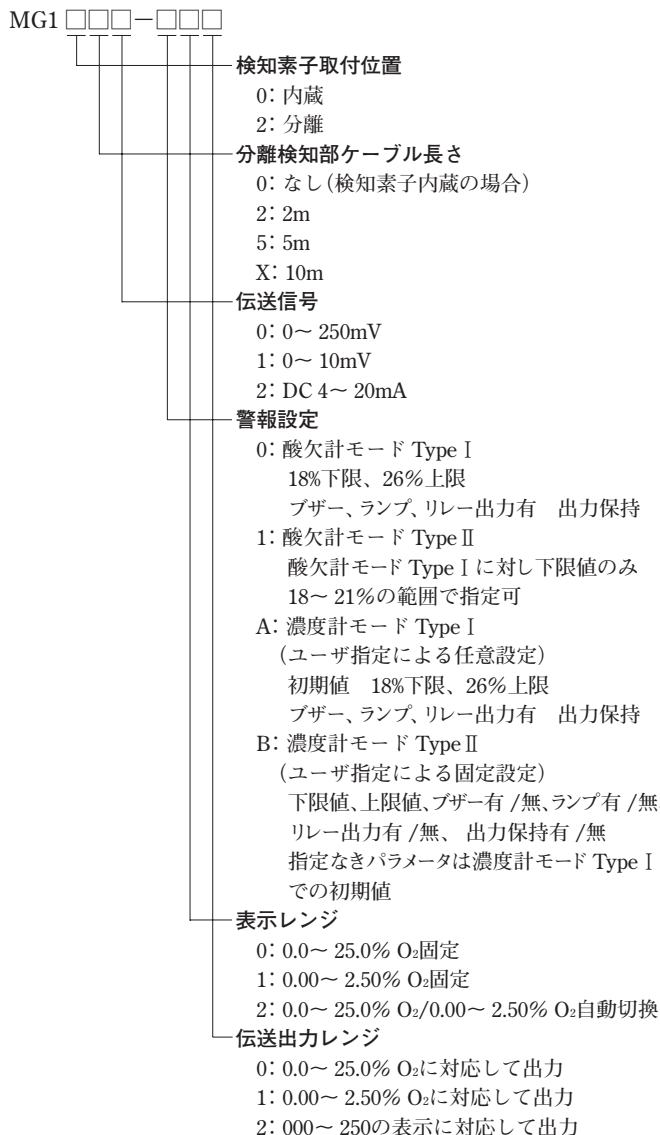 MG1 □□□－□□□
検知素子取付位置
0：内蔵
2：分離
分離検知部ケーブル長さ
0：なし（検知素子内蔵の場合）
2：2m
5：5m
X：10m
伝送信号
0：0～ 250mV
1：0～ 10mV
2：DC 4～ 20mA
警報設定
0：酸欠計モード TypeⅠ
18%下限、26%上限
ブザー、ランプ、リレー出力有　出力保持
1：酸欠計モード TypeⅡ
酸欠計モード TypeⅠに対し下限値のみ
18～ 21%の範囲で指定可
A：濃度計モード TypeⅠ
（ユーザ指定による任意設定）
初期値　18%下限、26%上限
ブザー、ランプ、リレー出力有　出力保持
B：濃度計モード TypeⅡ
（ユーザ指定による固定設定）
下限値、上限値、ブザー有 /無、ランプ有 /無
リレー出力有 /無、 出力保持有 /無
指定なきパラメータは濃度計モード TypeⅠ
での初期値
表示レンジ
0：0.0～ 25.0% O₂固定
1：0.00～ 2.50% O₂固定
2：0.0～ 25.0% O₂/0.00～ 2.50% O₂自動切換
伝送出力レンジ
0：0.0～ 25.0% O₂に対応して出力
1：0.00～ 2.50% O₂に対応して出力
2：000～ 250の表示に対応して出力